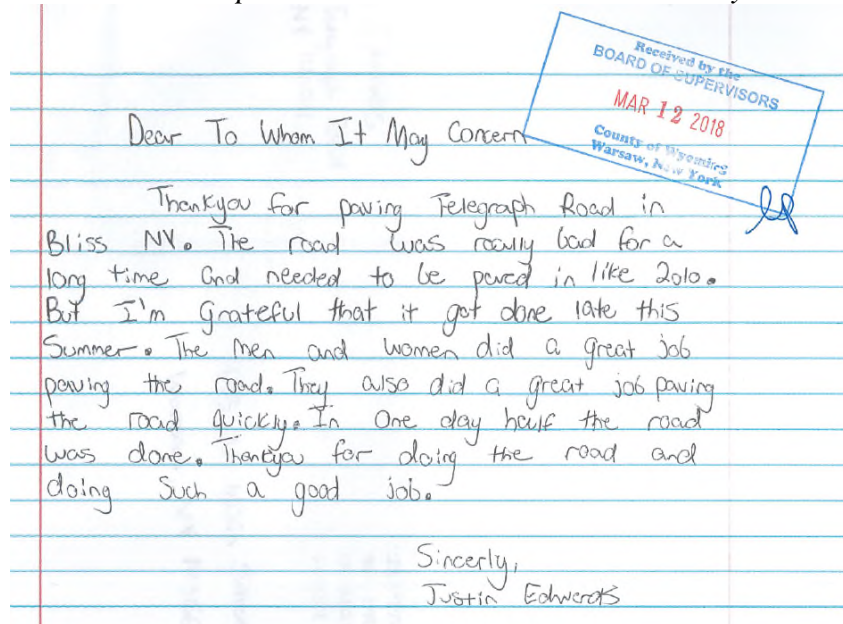 Received by the
BOARD OF SUPERVISORS
MAR 12 2018
County of Wyoming
Warsaw, New York
Dear To Whom It May Concern
Thankyou for paving Telegraph Road in
Bliss NY. The road was really bad for a
long time and needed to be paved in like 2010.
But I'm Grateful that it got done late this
Summer. The men and women did a great job
paving the road. They also did a great job paving
the road quickly. In One day half the road
was done. Thankyou for doing the road and
doing Such a good job.
Sincerly,
Justin Edwards